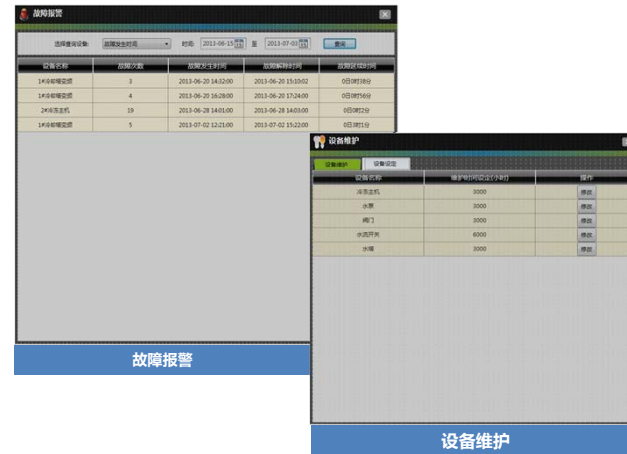 故障报警
选择查询设备: 故障发生时间 时间: 2013-06-15 至 2013-07-03 查询
设备名称 故障次数 故障发生时间 故障解除时间 故障延续时间
1#冷却塔变频 3 2013-06-20 14:32:00 2013-06-20 15:10:02 0日0时38分
1#冷却塔变频 4 2013-06-20 16:28:00 2013-06-20 17:24:00 0日0时56分
2#冷冻主机 19 2013-06-28 14:01:00 2013-06-28 14:03:00 0日0时2分
1#冷却塔变频 5 2013-07-02 12:21:00 2013-07-02 15:22:00 0日3时1分
故障报警
设备维护
设备维护 设备设定
设备名称 维护时间设定(小时) 操作
冷冻主机 3000 修改
水泵 3000 修改
阀门 3000 修改
水流开关 6000 修改
水塔 3000 修改
设备维护